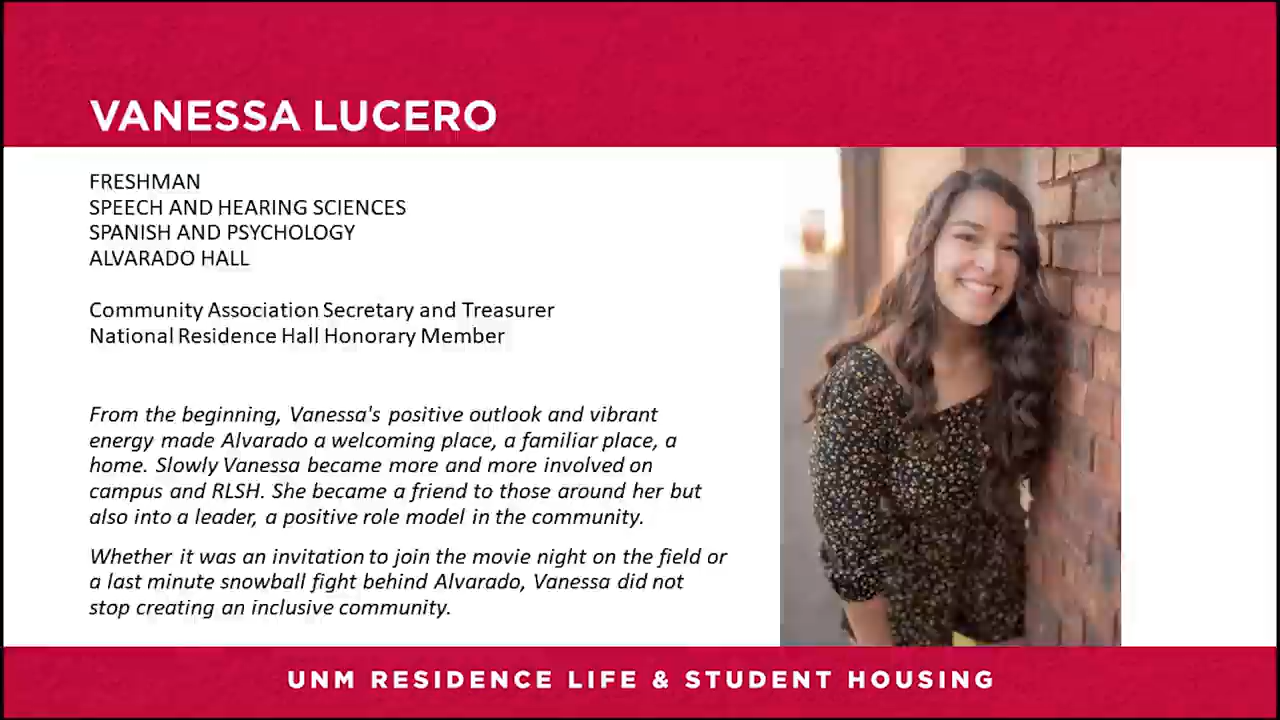 VANESSA LUCERO
FRESHMAN
SPEECH AND HEARING SCIENCES
SPANISH AND PSYCHOLOGY
ALVARADO HALL
Community Association Secretary and Treasurer
National Residence Hall Honorary Member
From the beginning, Vanessa's positive outlook and vibrant
energy made Alvarado a welcoming place, a familiar place, a
home. Slowly Vanessa became more and more involved on
campus and RLSH. She became a friend to those around her but
also into a leader, a positive role model in the community.
Whether it was an invitation to join the movie night on the field or
a last minute snowball fight behind Alvarado, Vanessa did not
stop creating an inclusive community.
UNM RESIDENCE LIFE & STUDENT HOUSING